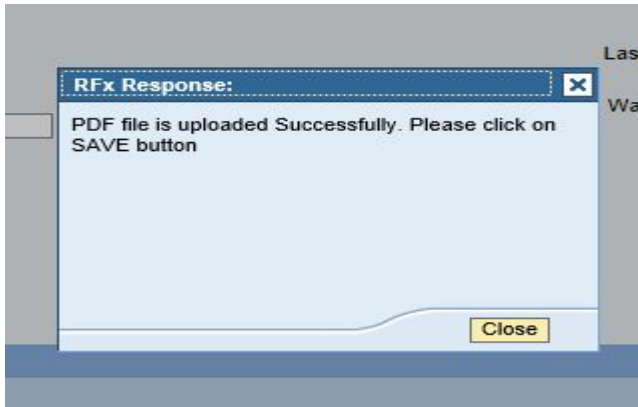 Las
RFx Response:
Wa
PDF file is uploaded Successfully. Please click on
SAVE button
Close